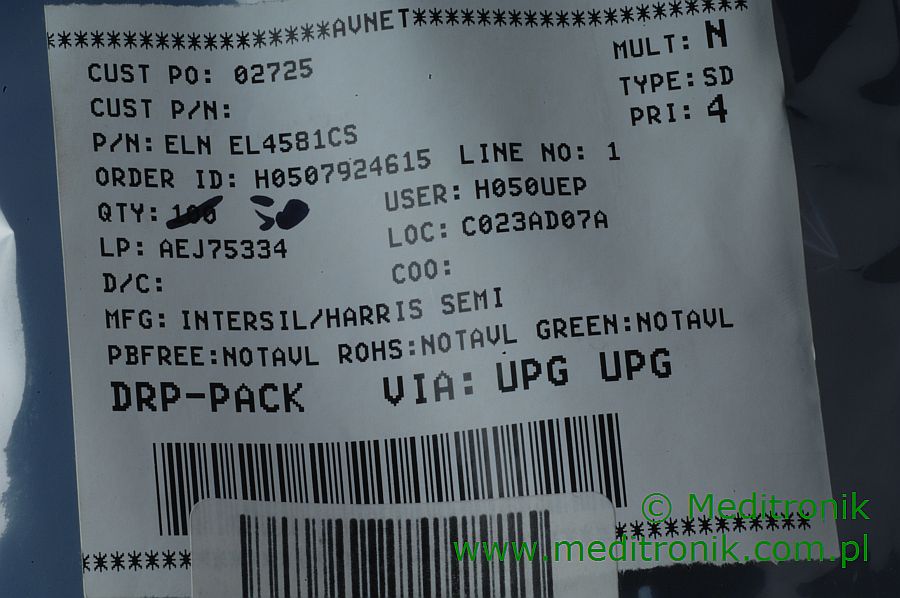 ******************AVNET**********************
MULT: N
CUST PO: 02725
TYPE: SD
CUST P/N:
PRI: 4
P/N: ELN EL4581CS
ORDER ID: H0507924615 LINE NO: 1
QTY: 100
USER: H050UEP
LP: AEJ75334
LOC: C023AD07A
D/C:
COO:
MFG: INTERSIL/HARRIS SEMI
PBFREE:NOTAVL ROHS:NOTAVL GREEN:NOTAVL
DRP-PACK VIA: UPG UPG
© Meditronik
www.meditronik.com.pl